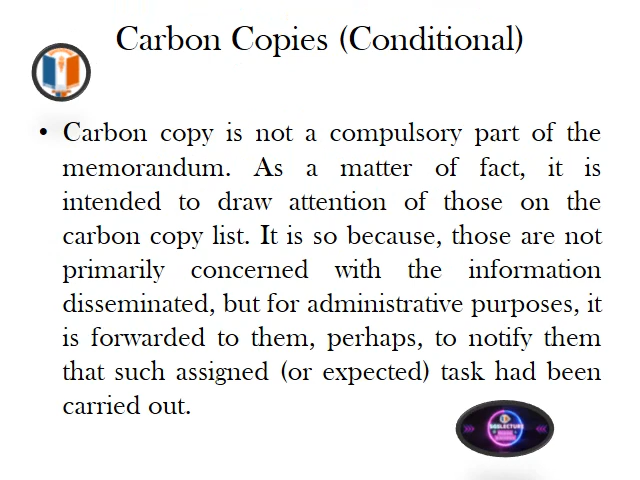 Carbon Copies (Conditional)
• Carbon copy is not a compulsory part of the
memorandum. As a matter of fact, it is
intended to draw attention of those on the
carbon copy list. It is so because, those are not
primarily concerned with the information
disseminated, but for administrative purposes, it
is forwarded to them, perhaps, to notify them
that such assigned (or expected) task had been
carried out.